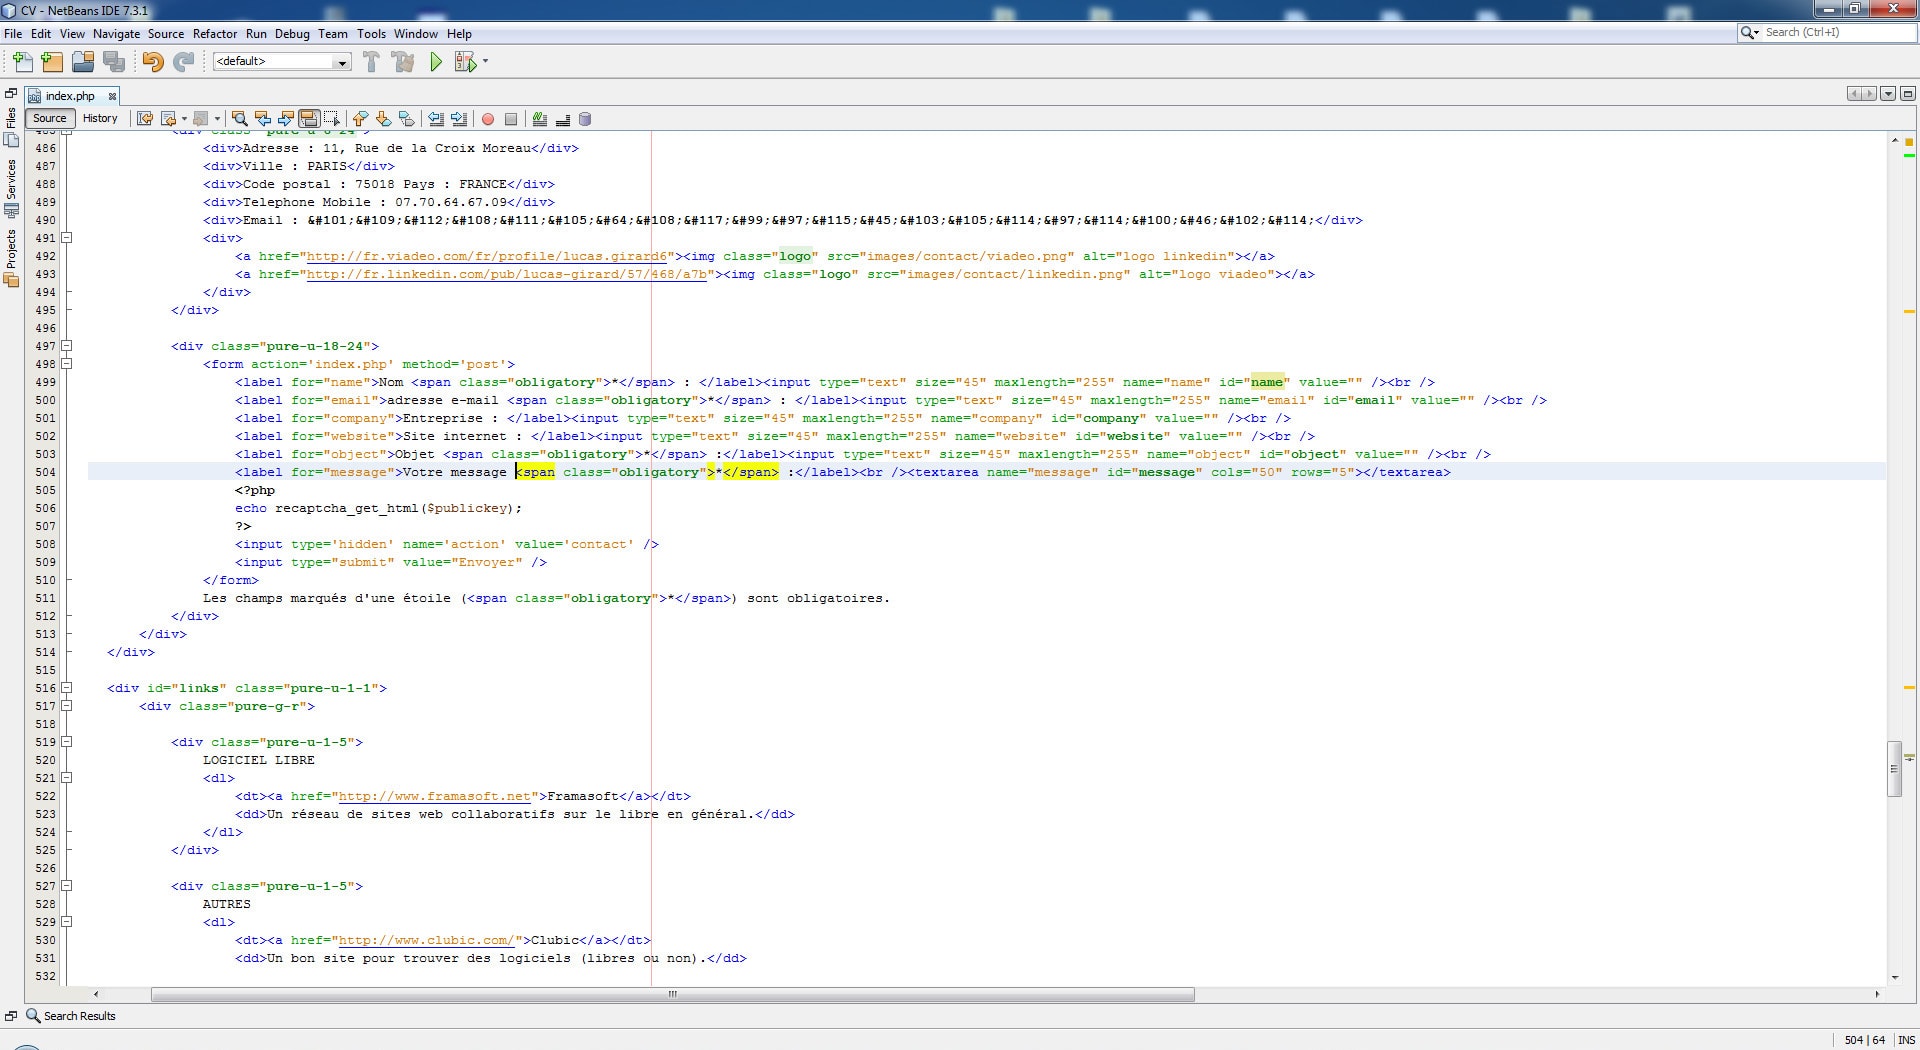 CV - NetBeans IDE 7.3.1
File Edit View Navigate Source Refactor Run Debug Team Tools Window Help
Search (Ctrl+I)
<default>
index.php
Source History
Files
Services
Projects
485 <div class="pure-u-6-24">
486 <div>Adresse : 11, Rue de la Croix Moreau</div>
487 <div>Ville : PARIS</div>
488 <div>Code postal : 75018 Pays : FRANCE</div>
489 <div>Telephone Mobile : 07.70.64.67.09</div>
490 <div>Email : &#101;&#109;&#112;&#108;&#111;&#105;&#64;&#108;&#117;&#99;&#97;&#115;&#45;&#103;&#105;&#114;&#97;&#114;&#100;&#46;&#102;&#114;</div>
491 <div>
492 <a href="http://fr.viadeo.com/fr/profile/lucas.girard6"><img class="logo" src="images/contact/viadeo.png" alt="logo linkedin"></a>
493 <a href="http://fr.linkedin.com/pub/lucas-girard/57/468/a7b"><img class="logo" src="images/contact/linkedin.png" alt="logo viadeo"></a>
494 </div>
495 </div>
496
497 <div class="pure-u-18-24">
498 <form action='index.php' method='post'>
499 <label for="name">Nom <span class="obligatory">*</span> : </label><input type="text" size="45" maxlength="255" name="name" id="name" value="" /><br />
500 <label for="email">adresse e-mail <span class="obligatory">*</span> : </label><input type="text" size="45" maxlength="255" name="email" id="email" value="" /><br />
501 <label for="company">Entreprise : </label><input type="text" size="45" maxlength="255" name="company" id="company" value="" /><br />
502 <label for="website">Site internet : </label><input type="text" size="45" maxlength="255" name="website" id="website" value="" /><br />
503 <label for="object">Objet <span class="obligatory">*</span> :</label><input type="text" size="45" maxlength="255" name="object" id="object" value="" /><br />
504 <label for="message">Votre message <span class="obligatory">*</span> :</label><br /><textarea name="message" id="message" cols="50" rows="5"></textarea>
505 <?php
506 echo recaptcha_get_html($publickey);
507 ?>
508 <input type='hidden' name='action' value='contact' />
509 <input type="submit" value="Envoyer" />
510 </form>
511 Les champs marqués d'une étoile (<span class="obligatory">*</span>) sont obligatoires.
512 </div>
513 </div>
514 </div>
515
516 <div id="links" class="pure-u-1-1">
517 <div class="pure-g-r">
518
519 <div class="pure-u-1-5">
520 LOGICIEL LIBRE
521 <dl>
522 <dt><a href="http://www.framasoft.net">Framasoft</a></dt>
523 <dd>Un réseau de sites web collaboratifs sur le libre en général.</dd>
524 </dl>
525 </div>
526
527 <div class="pure-u-1-5">
528 AUTRES
529 <dl>
530 <dt><a href="http://www.clubic.com/">Clubic</a></dt>
531 <dd>Un bon site pour trouver des logiciels (libres ou non).</dd>
532
Search Results
504 | 64 INS